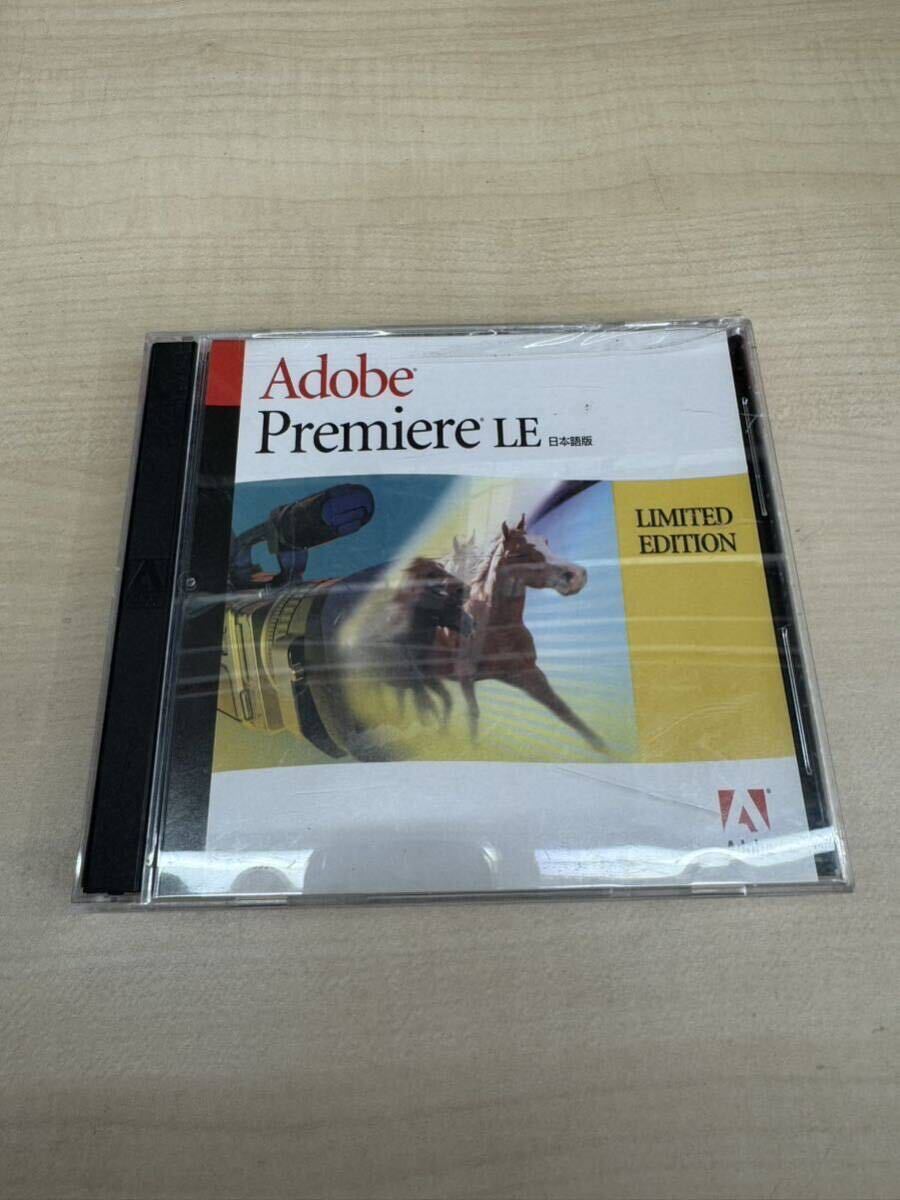 Adobe®
Premiere® LE 日本語版
LIMITED
EDITION